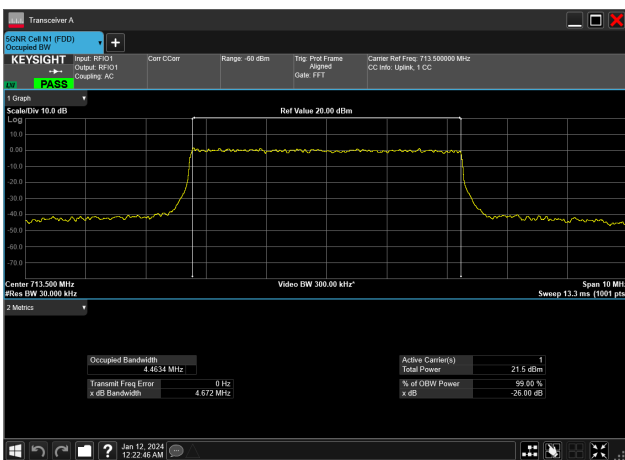 Transceiver A
5GNR Cell N1 (FDD)
Occupied BW
KEYSIGHT
Input: RFIO1
Output: RFIO1
Coupling: AC
Corr CCorr
Range: -60 dBm
Trig: Prot Frame
Aligned
Gate: FFT
Carrier Ref Freq: 713.500000 MHz
CC Info: Uplink, 1 CC
PASS
1 Graph
Scale/Div 10.0 dB
Ref Value 20.00 dBm
Log
10.0
0.00
-10.0
-20.0
-30.0
-40.0
-50.0
-60.0
-70.0
Center 713.500 MHz
Video BW 300.00 kHz*
Span 10 MHz
#Res BW 30.000 kHz
Sweep 13.3 ms (1001 pts
2 Metrics
Occupied Bandwidth
4.4634 MHz
Active Carrier(s) 1
Total Power 21.5 dBm
Transmit Freq Error 0 Hz
x dB Bandwidth 4.672 MHz
% of OBW Power 99.00 %
x dB -26.00 dB
Jan 12, 2024
12:22:46 AM